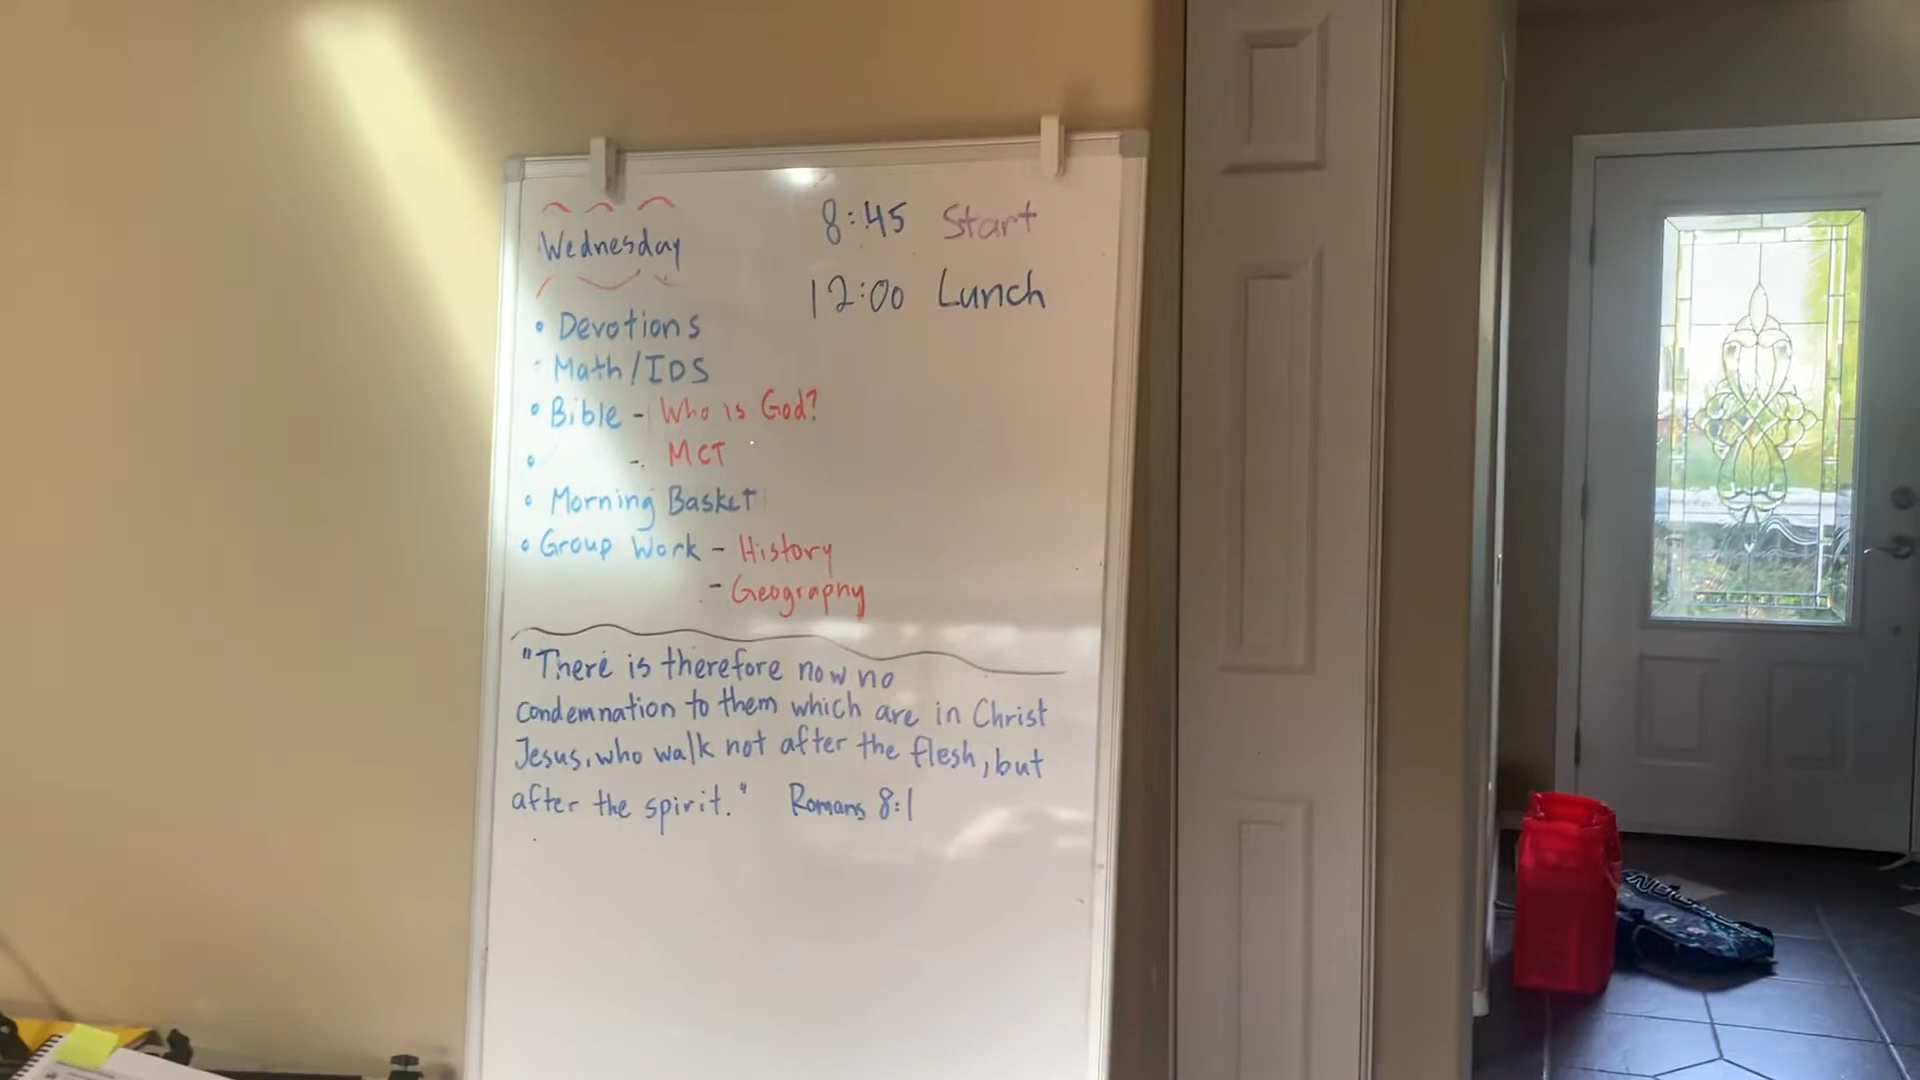 Wednesday
8:45 Start
12:00 Lunch
• Devotions
- Math/IDS
• Bible - Who is God?
• - MCT
• Morning Basket
• Group Work - History
- Geography
"There is therefore now no
condemnation to them which are in Christ
Jesus, who walk not after the flesh, but
after the spirit." Romans 8:1